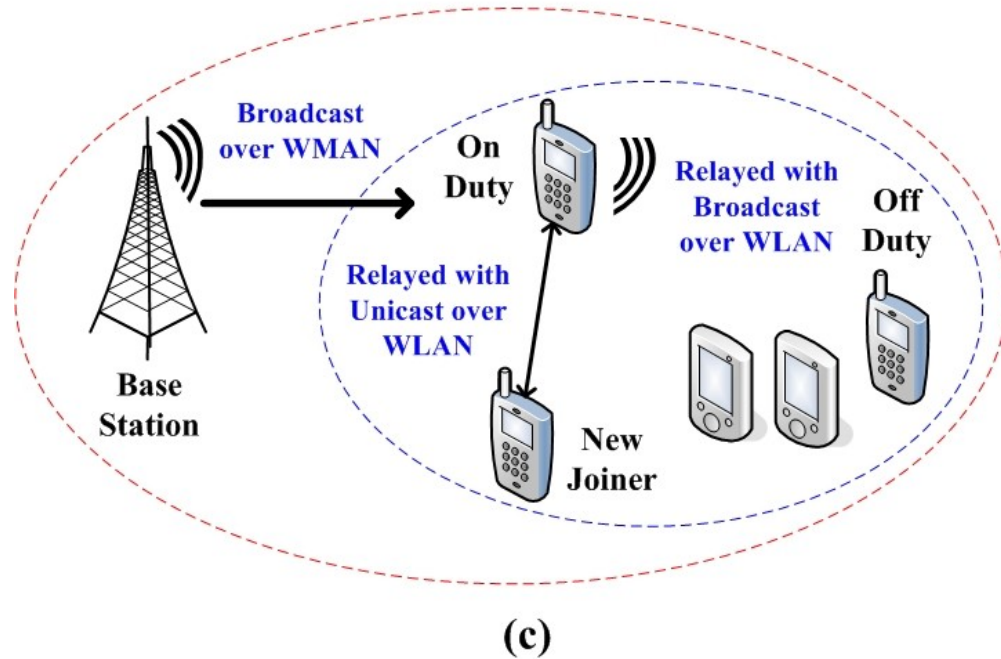 Broadcast
over WMAN
On
Duty
Relayed with
Broadcast
over WLAN
Off
Duty
Relayed with
Unicast over
WLAN
Base
Station
New
Joiner
(c)